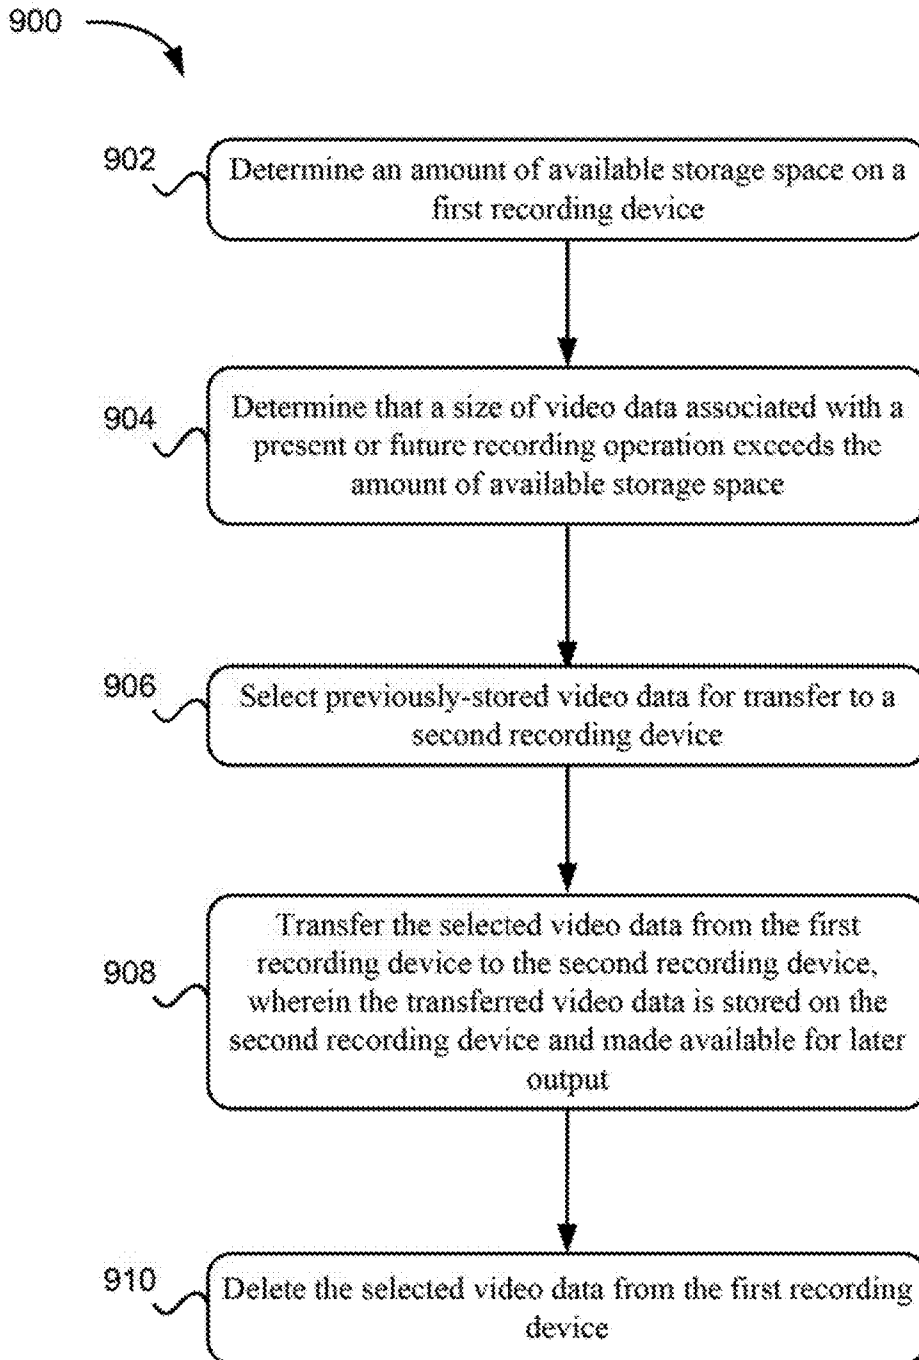 900
902
Determine an amount of available storage space on a
first recording device
904
Determine that a size of video data associated with a
present or future recording operation exceeds the
amount of available storage space
906
Select previously-stored video data for transfer to a
second recording device
908
Transfer the selected video data from the first
recording device to the second recording device,
wherein the transferred video data is stored on the
second recording device and made available for later
output
910
Delete the selected video data from the first recording
device